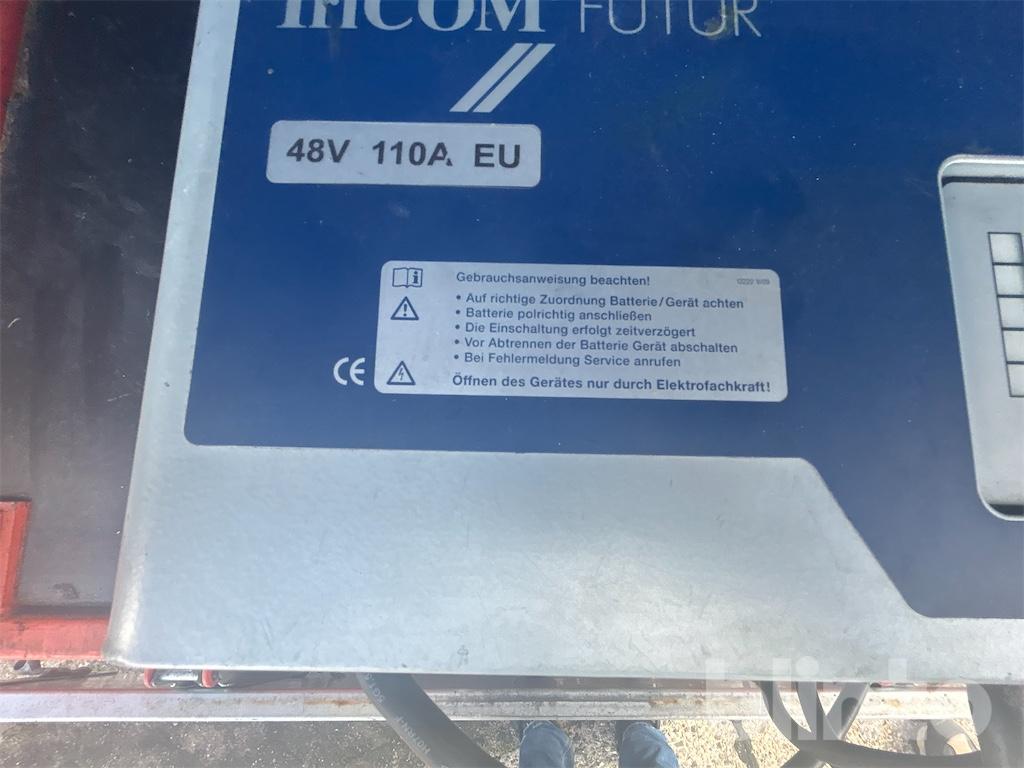 FUTUR
48V 110A EU
Gebrauchsanweisung beachten!
• Auf richtige Zuordnung Batterie/Gerät achten
• Batterie polrichtig anschließen
• Die Einschaltung erfolgt zeitverzögert
• Vor Abtrennen der Batterie Gerät abschalten
• Bei Fehlermeldung Service anrufen
CE
Öffnen des Gerätes nur durch Elektrofachkraft!